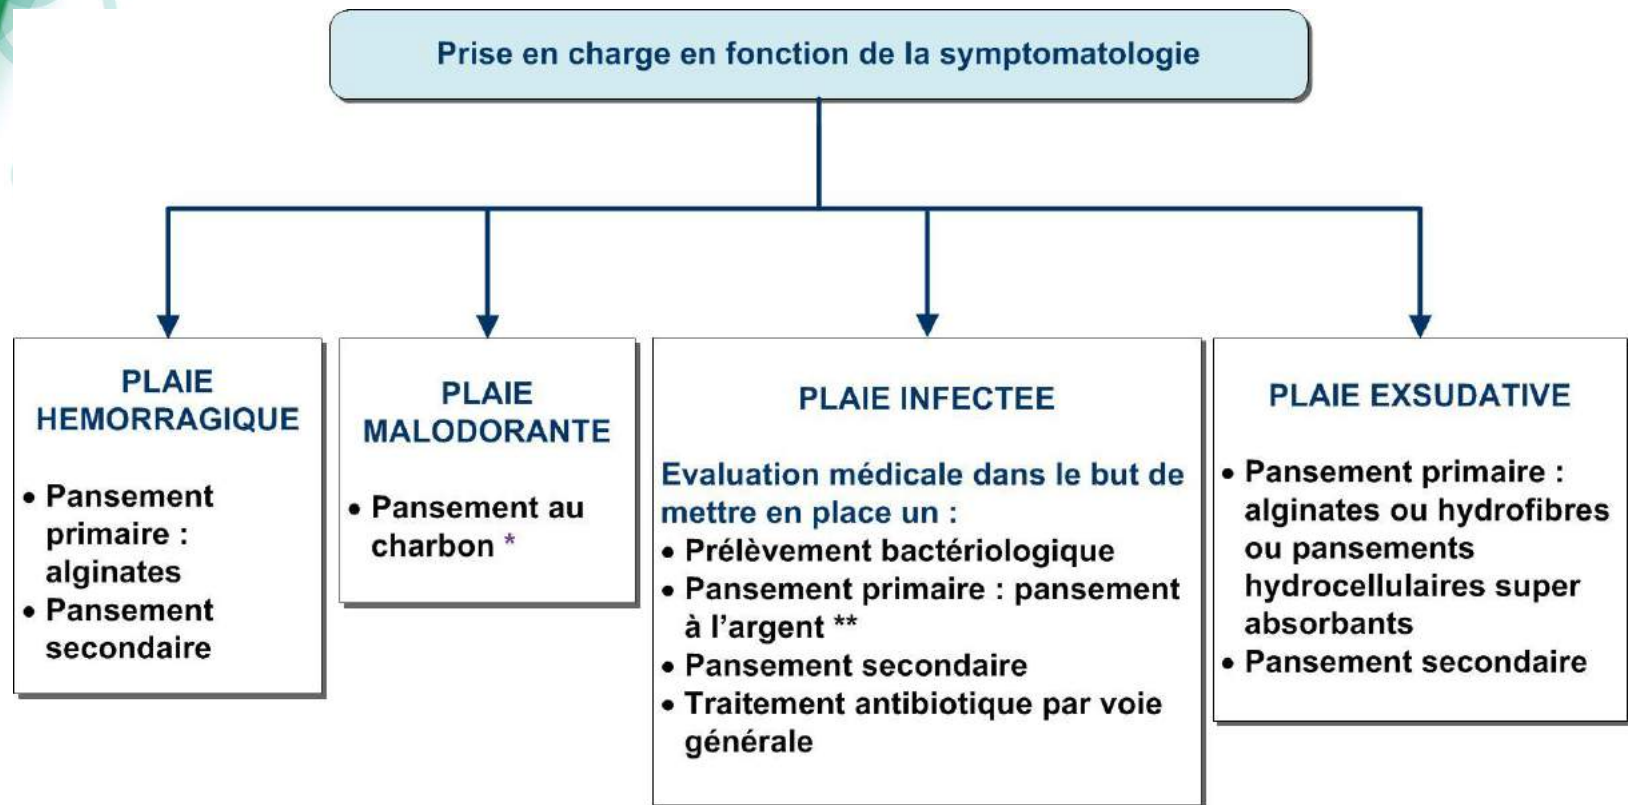 Prise en charge en fonction de la symptomatologie
PLAIE
HEMORRAGIQUE
• Pansement
primaire :
alginates
• Pansement
secondaire
PLAIE
MALODORANTE
• Pansement au
charbon *
PLAIE INFECTEE
Evaluation médicale dans le but de
mettre en place un :
• Prélèvement bactériologique
• Pansement primaire : pansement
à l’argent **
• Pansement secondaire
• Traitement antibiotique par voie
générale
PLAIE EXSUDATIVE
• Pansement primaire :
alginates ou hydrofibres
ou pansements
hydrocellulaires super
absorbants
• Pansement secondaire